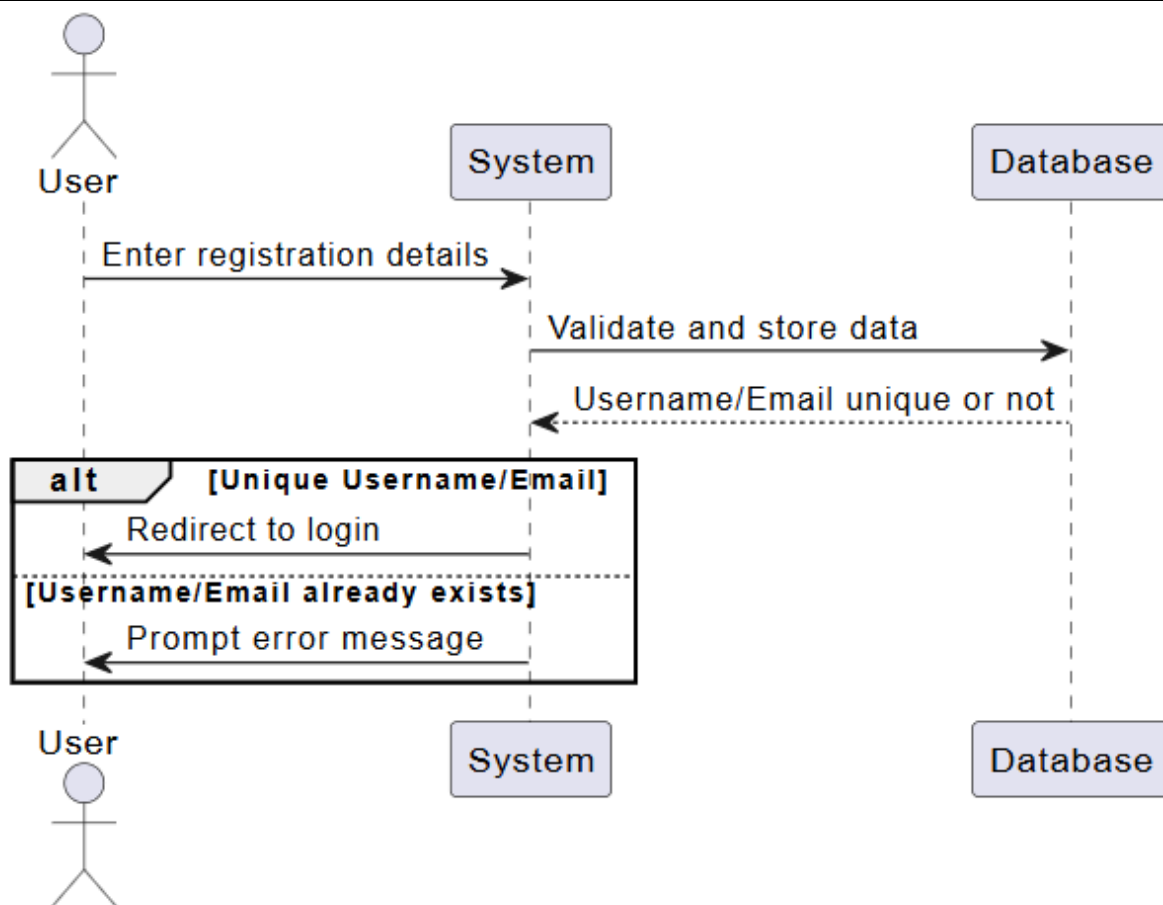 User
System
Database
Enter registration details
Validate and store data
Username/Email unique or not
alt
[Unique Username/Email]
Redirect to login
[Username/Email already exists]
Prompt error message
User
System
Database